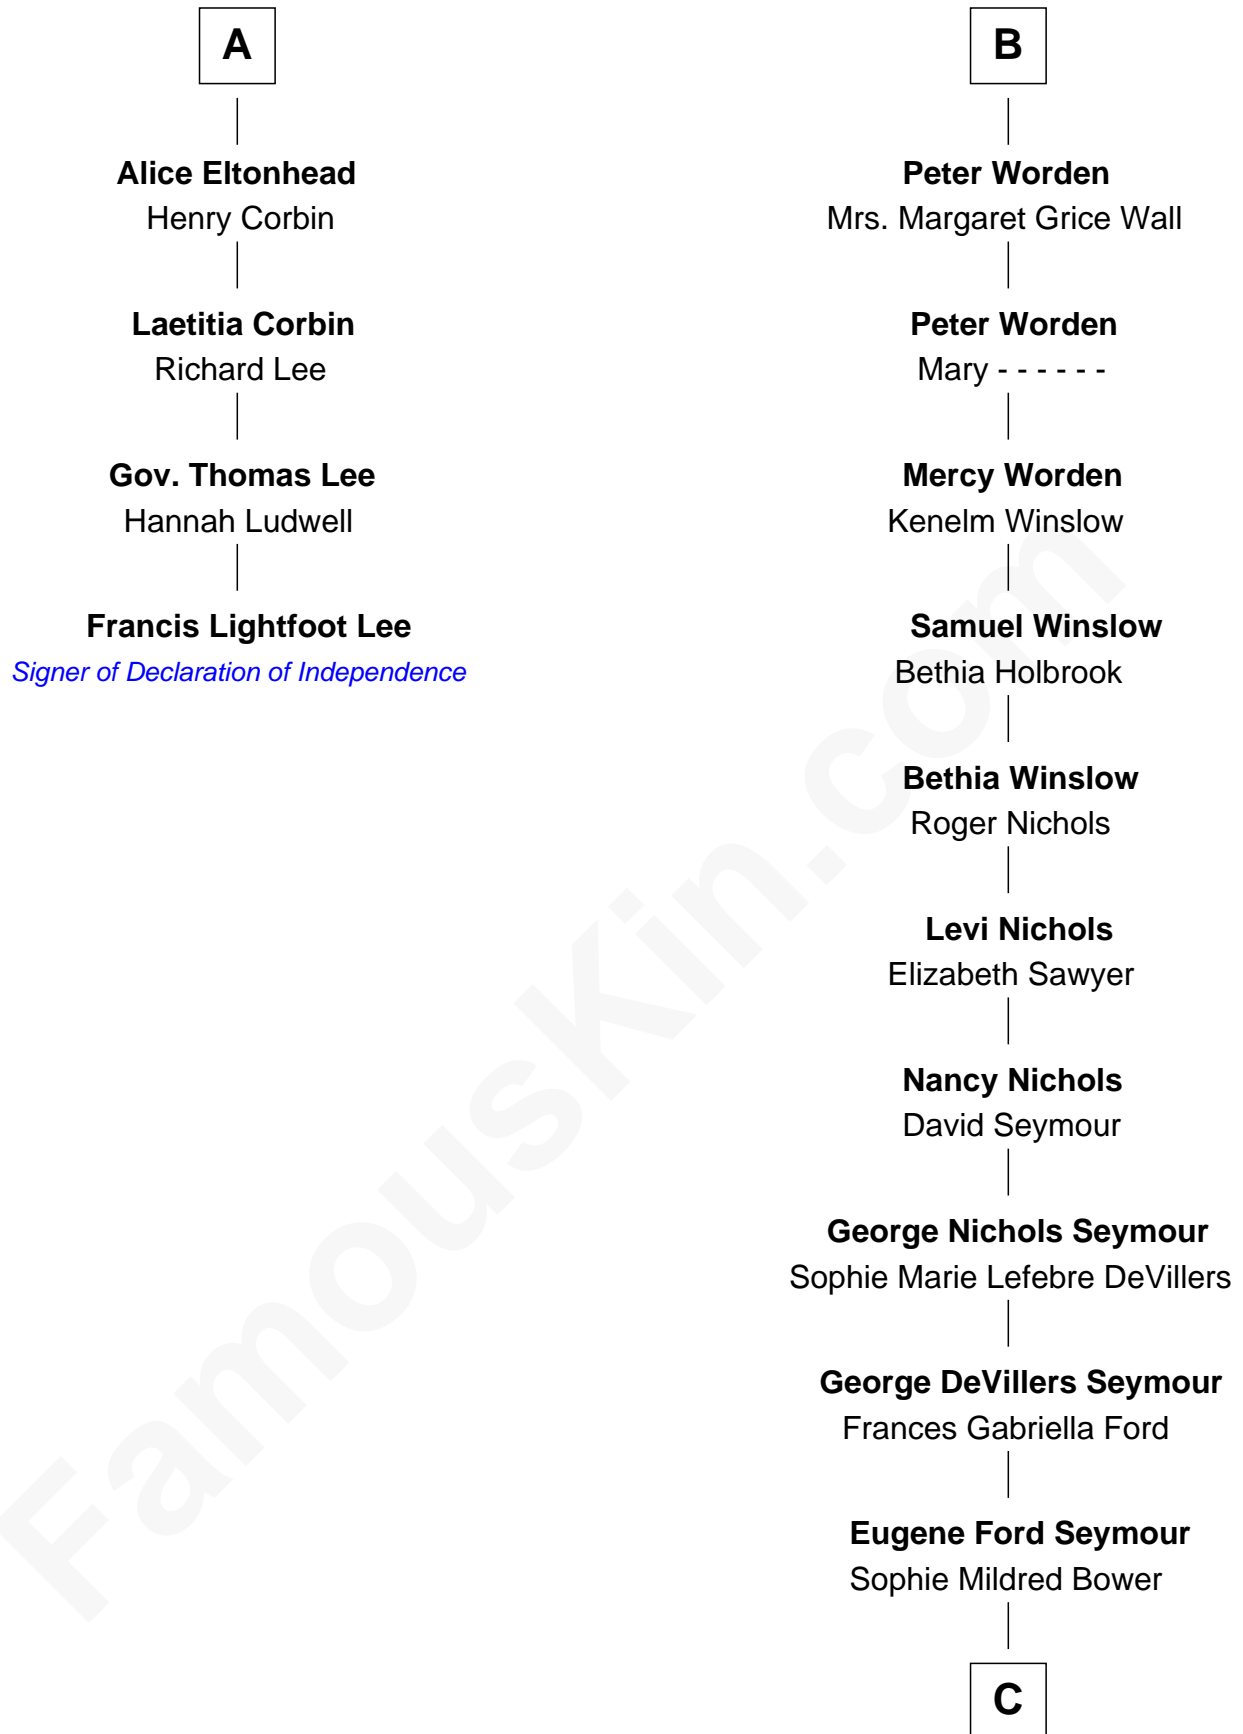 A
Alice Eltonhead
Henry Corbin
Laetitia Corbin
Richard Lee
Gov. Thomas Lee
Hannah Ludwell
Francis Lightfoot Lee
Signer of Declaration of Independence
B
Peter Worden
Mrs. Margaret Grice Wall
Peter Worden
Mary - - - - - -
Mercy Worden
Kenelm Winslow
Samuel Winslow
Bethia Holbrook
Bethia Winslow
Roger Nichols
Levi Nichols
Elizabeth Sawyer
Nancy Nichols
David Seymour
George Nichols Seymour
Sophie Marie Lefebre DeVillers
George DeVillers Seymour
Frances Gabriella Ford
Eugene Ford Seymour
Sophie Mildred Bower
C
FamousKin.com